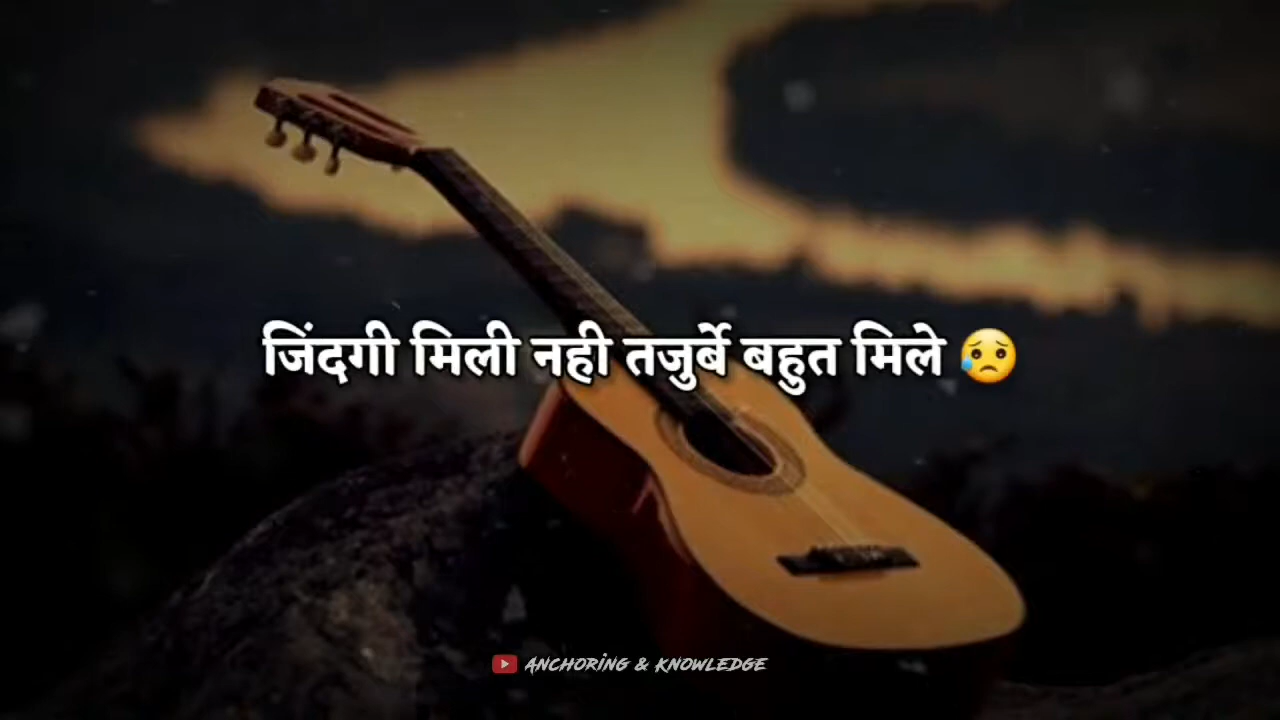 जिंदगी मिली नही तजुर्बे बहुत मिले 😥
ANCHORING & KNOWLEDGE